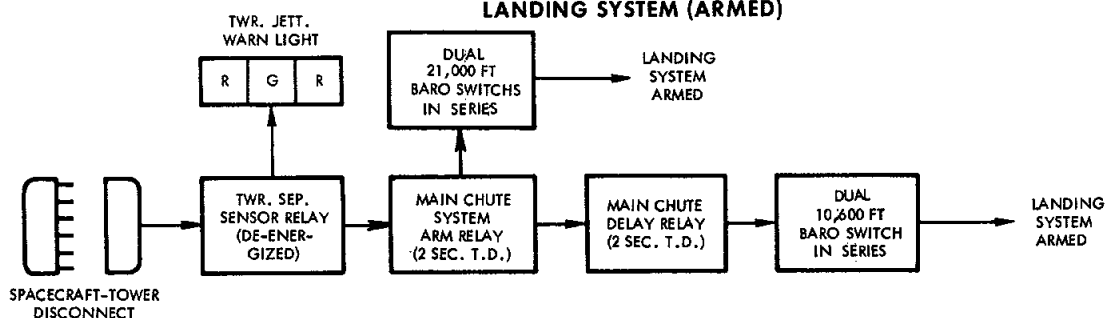 LANDING SYSTEM (ARMED)
TWR. JETT.
WARN LIGHT
R G R
DUAL
21,000 FT
BARO SWITCHS
IN SERIES
LANDING
SYSTEM
ARMED
SPACECRAFT-TOWER
DISCONNECT
TWR. SEP.
SENSOR RELAY
(DE-ENER-
GIZED)
MAIN CHUTE
SYSTEM
ARM RELAY
(2 SEC. T.D.)
MAIN CHUTE
DELAY RELAY
(2 SEC. T.D.)
DUAL
10,600 FT
BARO SWITCH
IN SERIES
LANDING
SYSTEM
ARMED